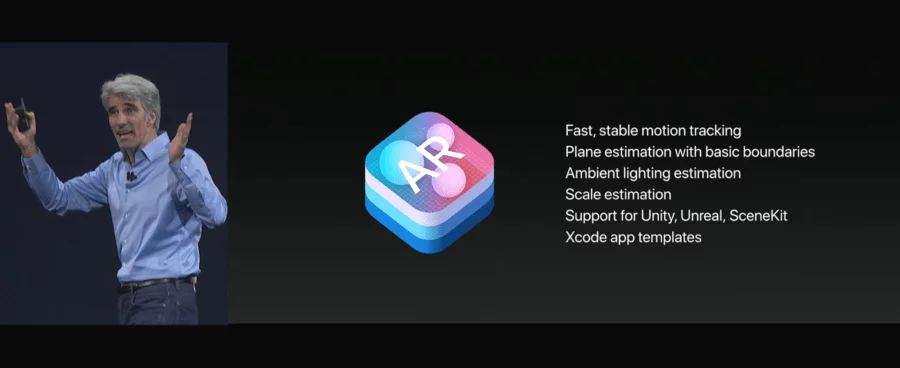 AR
Fast, stable motion tracking
Plane estimation with basic boundaries
Ambient lighting estimation
Scale estimation
Support for Unity, Unreal, SceneKit
Xcode app templates